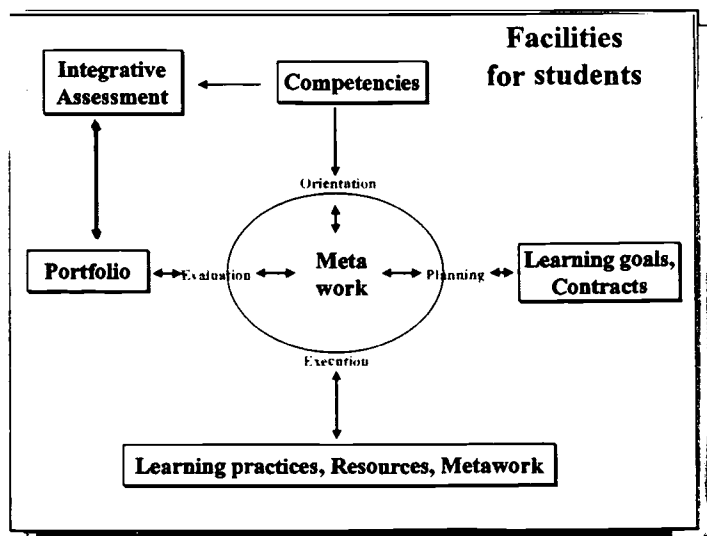 Facilities
for students
Integrative
Assessment
Competencies
Orientation
Portfolio
Evaluation
Meta
work
Planning
Learning goals,
Contracts
Execution
Learning practices, Resources, Metawork